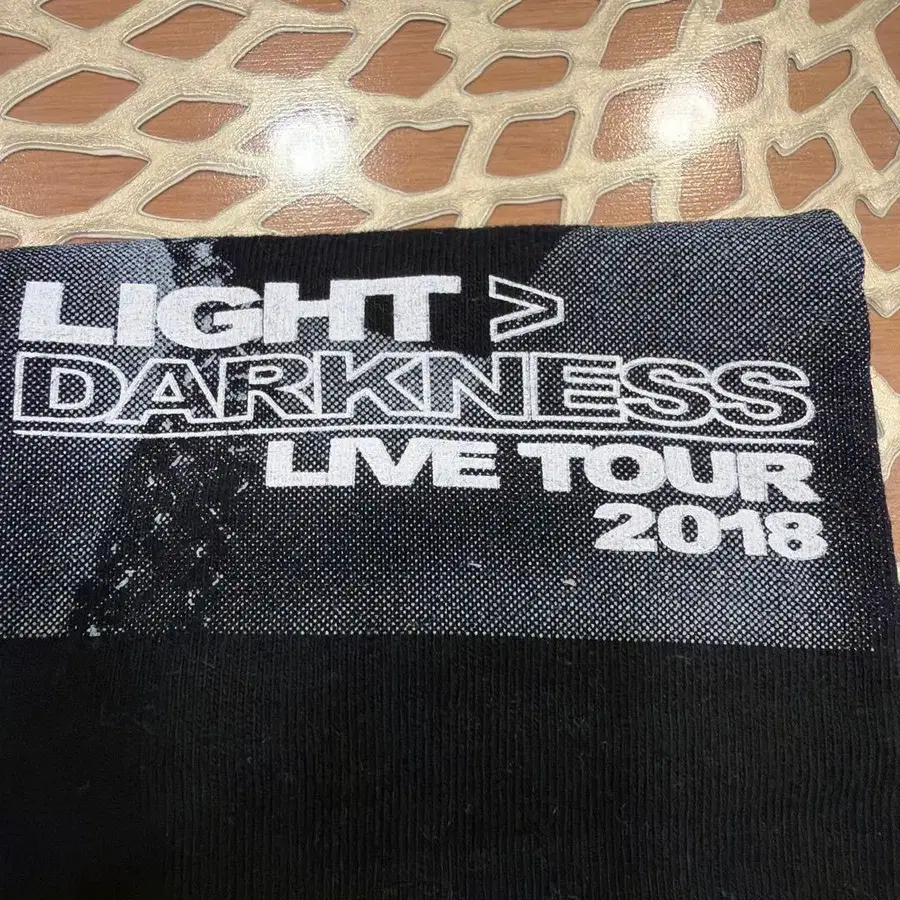 LIGHT >
DARKNESS
LIVE TOUR
2018